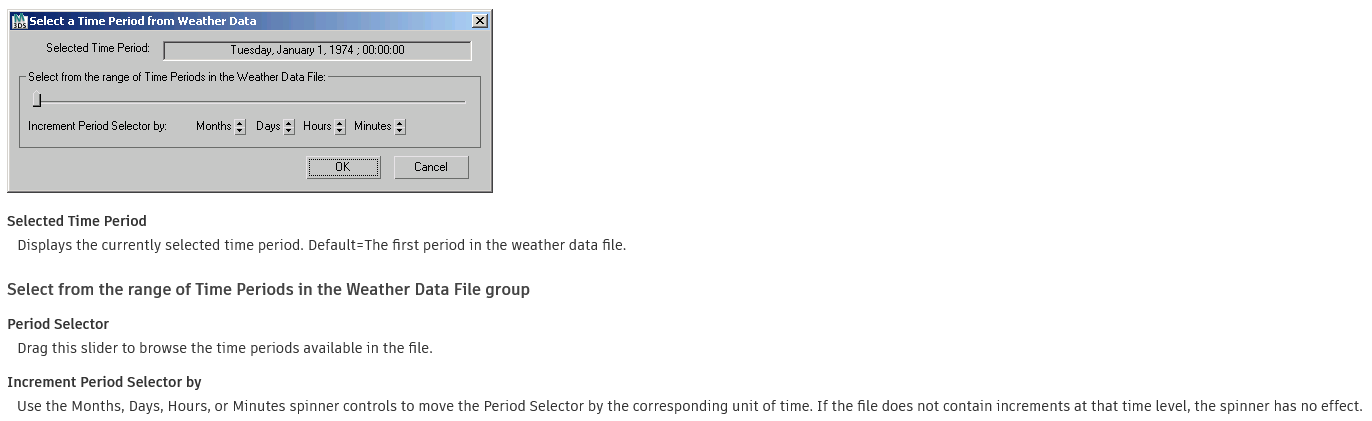 Select a Time Period from Weather Data
Selected Time Period: Tuesday, January 1, 1974 ; 00:00:00
Select from the range of Time Periods in the Weather Data File:
Increment Period Selector by: Months Days Hours Minutes
OK Cancel
Selected Time Period
Displays the currently selected time period. Default=The first period in the weather data file.
Select from the range of Time Periods in the Weather Data File group
Period Selector
Drag this slider to browse the time periods available in the file.
Increment Period Selector by
Use the Months, Days, Hours, or Minutes spinner controls to move the Period Selector by the corresponding unit of time. If the file does not contain increments at that time level, the spinner has no effect.